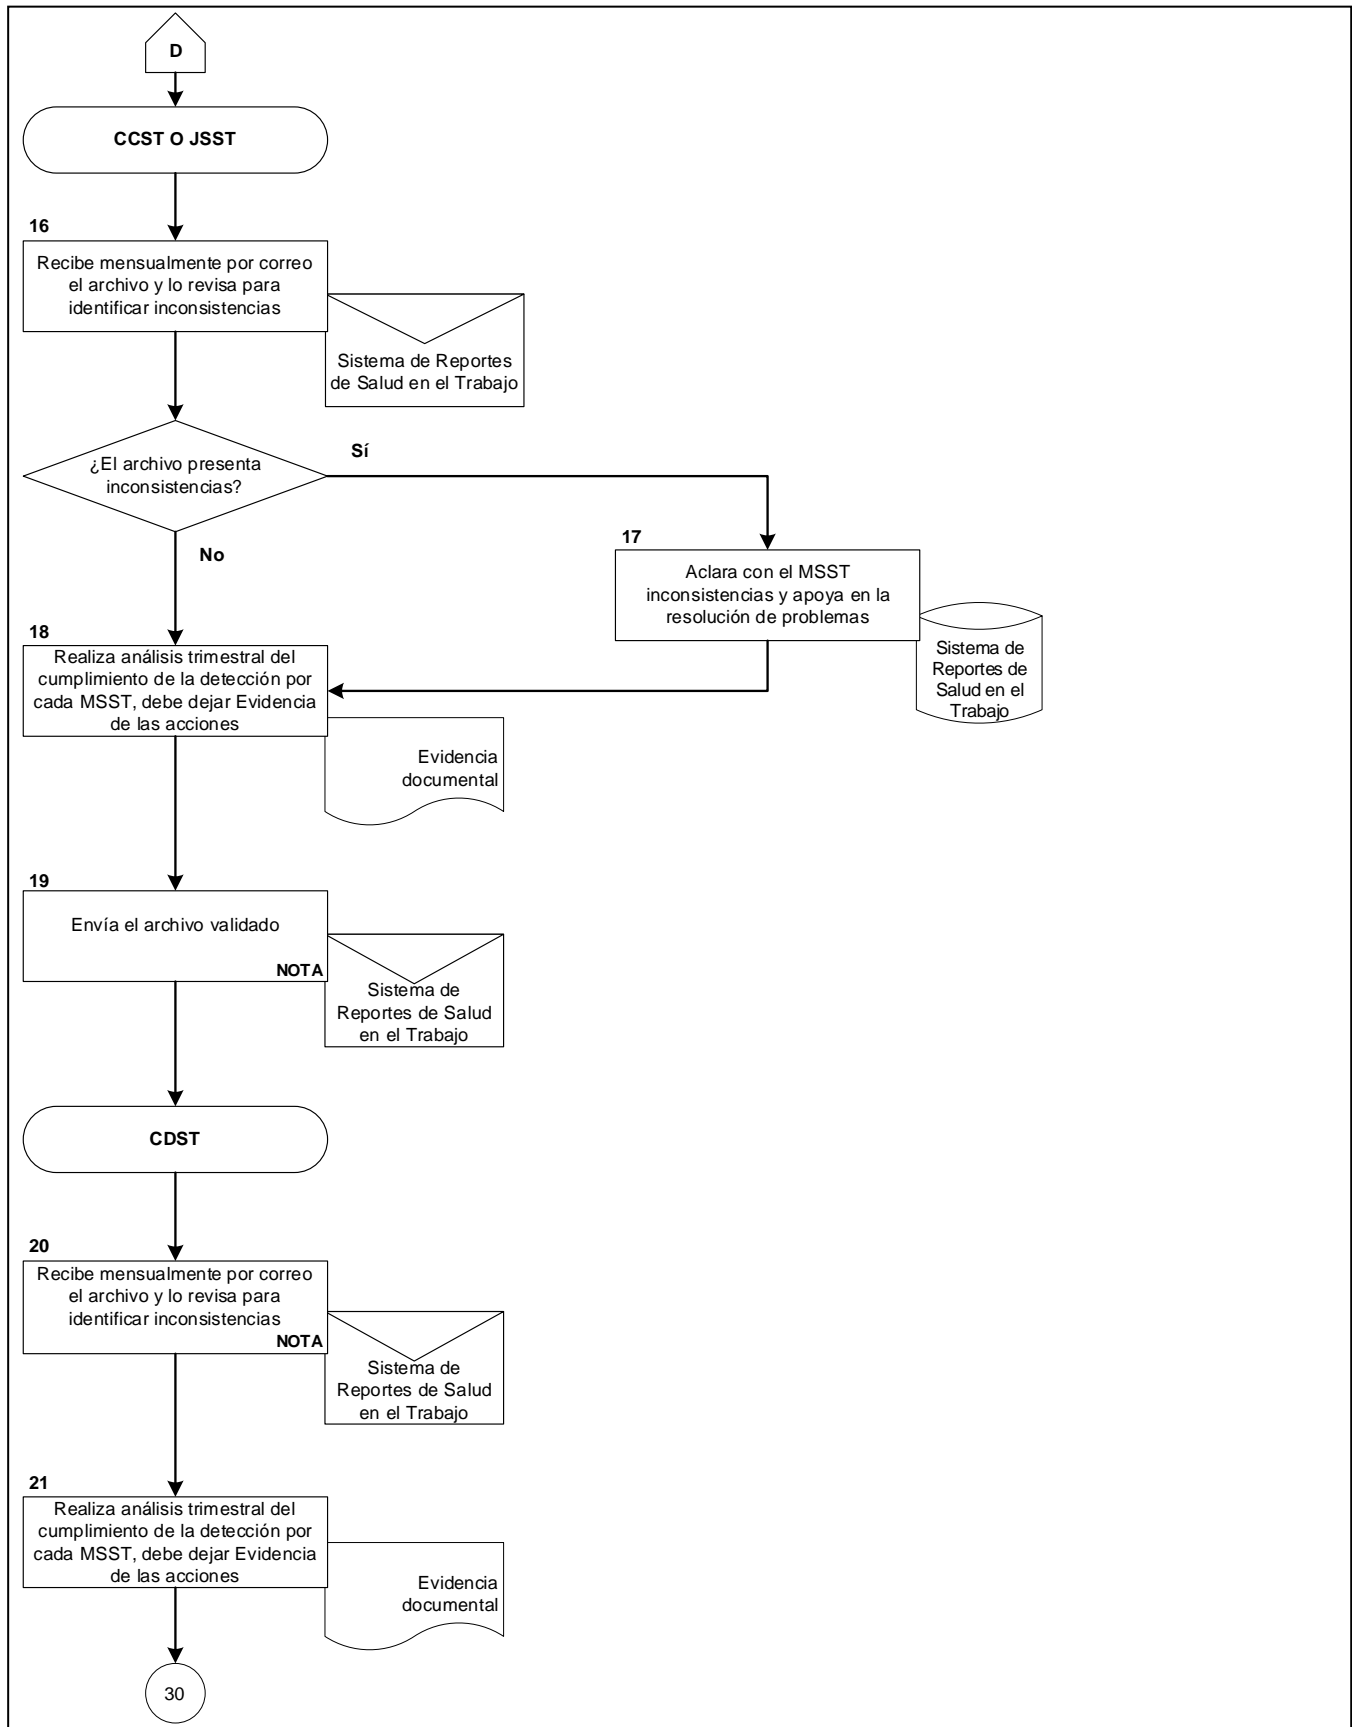 D
CCST O JSST
16
Recibe mensualmente por correo
el archivo y lo revisa para
identificar inconsistencias
Sistema de Reportes
de Salud en el Trabajo
¿El archivo presenta
inconsistencias?
Sí
No
17
Aclara con el MSST
inconsistencias y apoya en la
resolución de problemas
Sistema de
Reportes de
Salud en el
Trabajo
18
Realiza análisis trimestral del
cumplimiento de la detección por
cada MSST, debe dejar Evidencia
de las acciones
Evidencia
documental
19
Envía el archivo validado
NOTA
Sistema de
Reportes de Salud
en el Trabajo
CDST
20
Recibe mensualmente por correo
el archivo y lo revisa para
identificar inconsistencias
NOTA
Sistema de
Reportes de Salud
en el Trabajo
21
Realiza análisis trimestral del
cumplimiento de la detección por
cada MSST, debe dejar Evidencia
de las acciones
Evidencia
documental
30